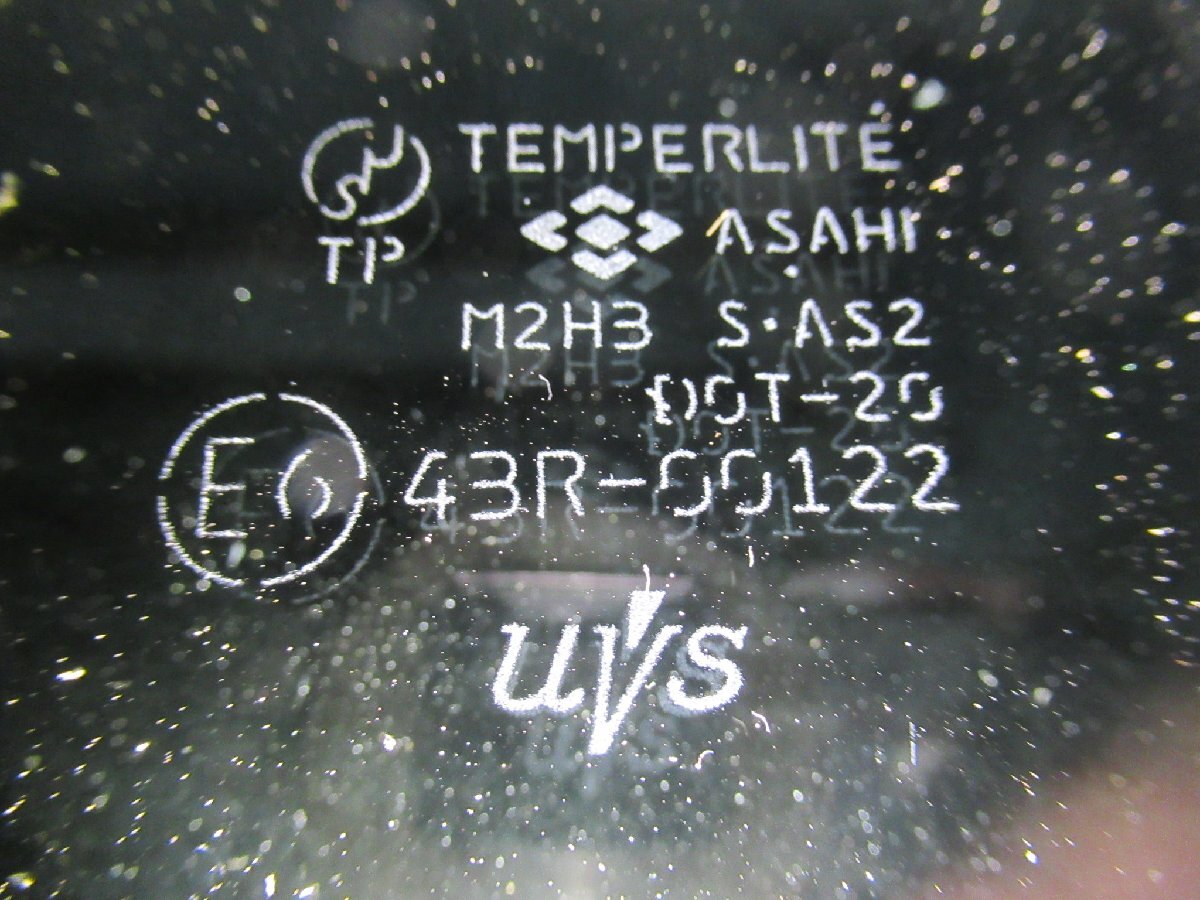 TEMPERLITE
TP
ASAHI
M2H3 S·AS2
DOT-20
E6 43R-00122
uvs